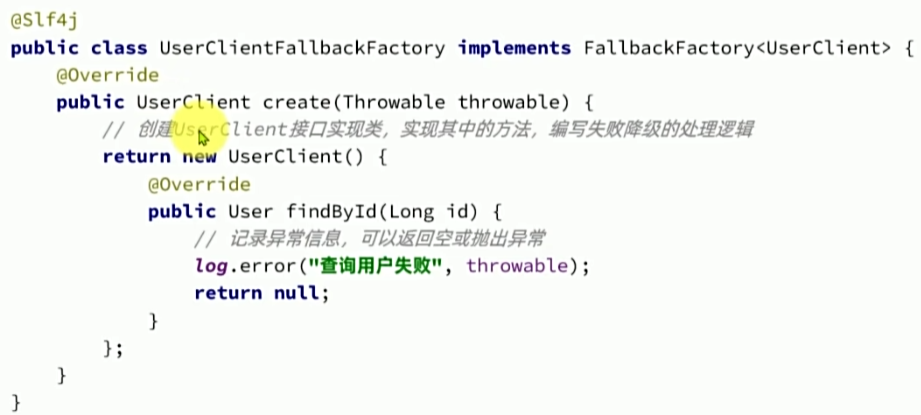 @Slf4j
public class UserClientFallbackFactory implements FallbackFactory<UserClient> {
    @Override
    public UserClient create(Throwable throwable) {
        // 创建UserClient接口实现类，实现其中的方法，编写失败降级的处理逻辑
        return new UserClient() {
            @Override
            public User findById(Long id) {
                // 记录异常信息，可以返回空或抛出异常
                log.error("查询用户失败", throwable);
                return null;
            }
        };
    }
}